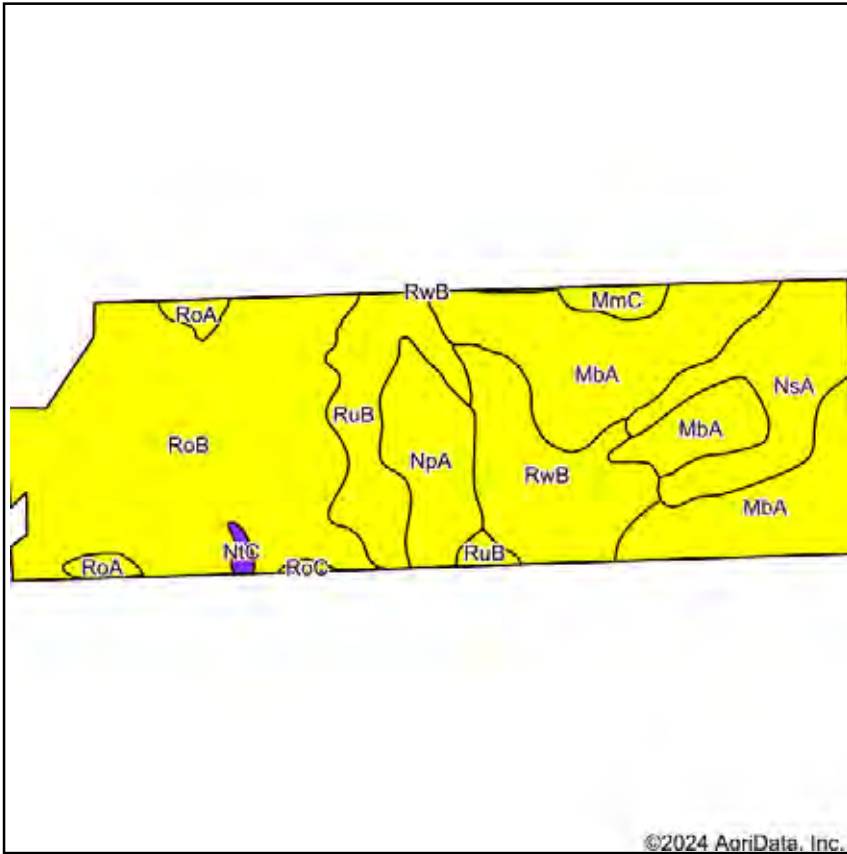 RwB
MmC
RoA
MbA
NsA
RuB
MbA
RoB
NpA
RwB
MbA
NtC
RuB
RoA
RoC
©2024 AgriData, Inc.